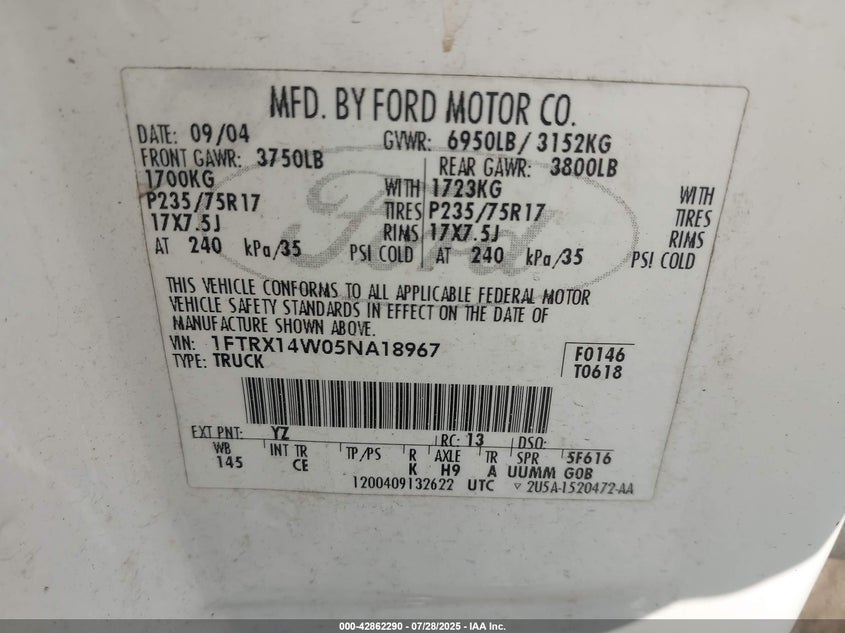 MFD. BY FORD MOTOR CO.
DATE: 09/04 GVWR: 6950LB/ 3152KG
FRONT GAWR: 3750LB REAR GAWR: 3800LB
1700KG WITH 1723KG WITH
P235/75R17 TIRES P235/75R17 TIRES
17X7.5J RIMS 17X7.5J RIMS
AT 240 kPa/35 PSI COLD AT 240 kPa/35 PSI COLD
Ford
THIS VEHICLE CONFORMS TO ALL APPLICABLE FEDERAL MOTOR
VEHICLE SAFETY STANDARDS IN EFFECT ON THE DATE OF
MANUFACTURE SHOWN ABOVE.
VIN: 1FTRX14W05NA18967 F0146
TYPE: TRUCK T0618
EXT PNT: YZ RC: 13 DSO:
WB INT TR TP/PS R AXLE TR SPR 5F616
145 CE K H9 A UUMM GOB
1200409132622 UTC ▿ 2U5A-1520472-AA
000-42862290 - 07/28/2025 - IAA Inc.